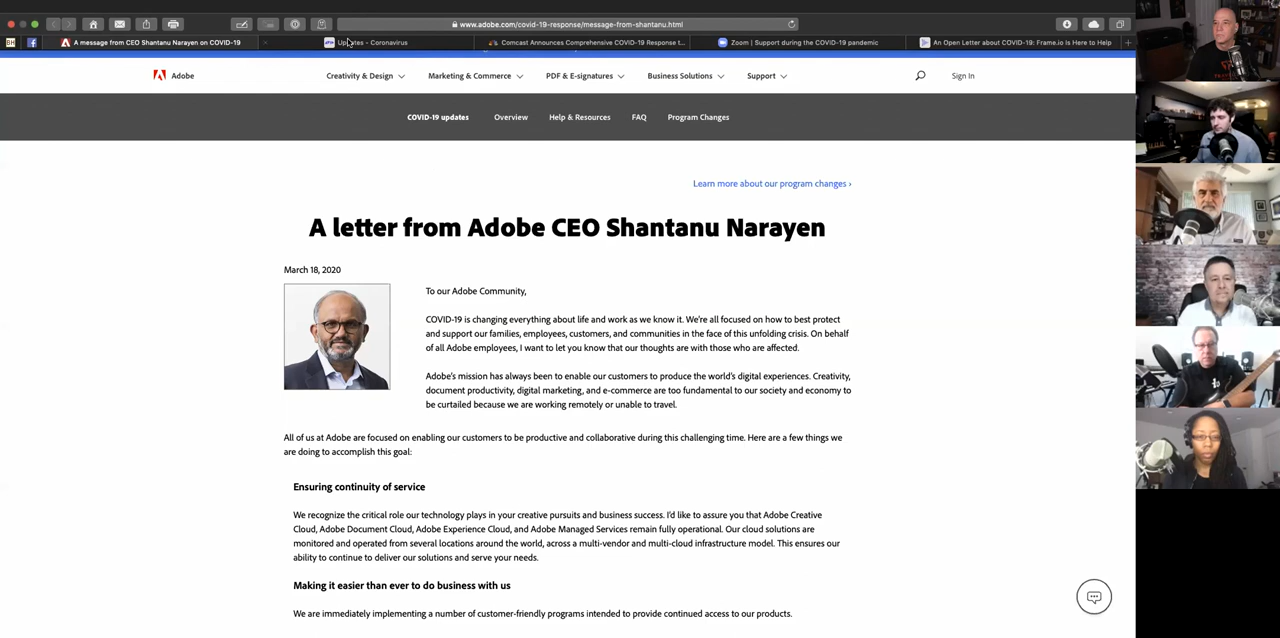 www.adobe.com/covid-19-response/message-from-shantanu.html
BH
A message from CEO Shantanu Narayen on COVID-19
Updates - Coronavirus
Comcast Announces Comprehensive COVID-19 Response t...
Zoom | Support during the COVID-19 pandemic
An Open Letter about COVID-19: Frame.io Is Here to Help
Adobe
Creativity & Design
Marketing & Commerce
PDF & E-signatures
Business Solutions
Support
Sign In
COVID-19 updates
Overview
Help & Resources
FAQ
Program Changes
Learn more about our program changes ›
A letter from Adobe CEO Shantanu Narayen
March 18, 2020
To our Adobe Community,
COVID-19 is changing everything about life and work as we know it. We're all focused on how to best protect
and support our families, employees, customers, and communities in the face of this unfolding crisis. On behalf
of all Adobe employees, I want to let you know that our thoughts are with those who are affected.
Adobe's mission has always been to enable our customers to produce the world's digital experiences. Creativity,
document productivity, digital marketing, and e-commerce are too fundamental to our society and economy to
be curtailed because we are working remotely or unable to travel.
All of us at Adobe are focused on enabling our customers to be productive and collaborative during this challenging time. Here are a few things we
are doing to accomplish this goal:
Ensuring continuity of service
We recognize the critical role our technology plays in your creative pursuits and business success. I'd like to assure you that Adobe Creative
Cloud, Adobe Document Cloud, Adobe Experience Cloud, and Adobe Managed Services remain fully operational. Our cloud solutions are
monitored and operated from several locations around the world, across a multi-vendor and multi-cloud infrastructure model. This ensures our
ability to continue to deliver our solutions and serve your needs.
Making it easier than ever to do business with us
We are immediately implementing a number of customer-friendly programs intended to provide continued access to our products.